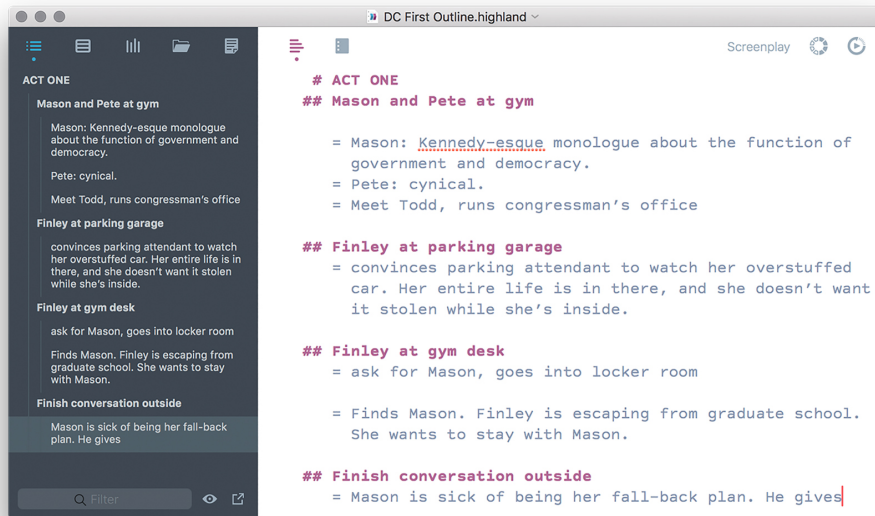 DC First Outline.highland
Screenplay
ACT ONE
Mason and Pete at gym
Mason: Kennedy-esque monologue
about the function of government and
democracy.
Pete: cynical.
Meet Todd, runs congressman’s office
Finley at parking garage
convinces parking attendant to watch
her overstuffed car. Her entire life is in
there, and she doesn’t want it stolen
while she’s inside.
Finley at gym desk
ask for Mason, goes into locker room
Finds Mason. Finley is escaping from
graduate school. She wants to stay
with Mason.
Finish conversation outside
Mason is sick of being her fall-back
plan. He gives
Filter
# ACT ONE
## Mason and Pete at gym
= Mason: Kennedy-esque monologue about the function of
government and democracy.
= Pete: cynical.
= Meet Todd, runs congressman’s office
## Finley at parking garage
= convinces parking attendant to watch her overstuffed
car. Her entire life is in there, and she doesn’t want
it stolen while she’s inside.
## Finley at gym desk
= ask for Mason, goes into locker room
= Finds Mason. Finley is escaping from graduate school.
She wants to stay with Mason.
## Finish conversation outside
= Mason is sick of being her fall-back plan. He gives